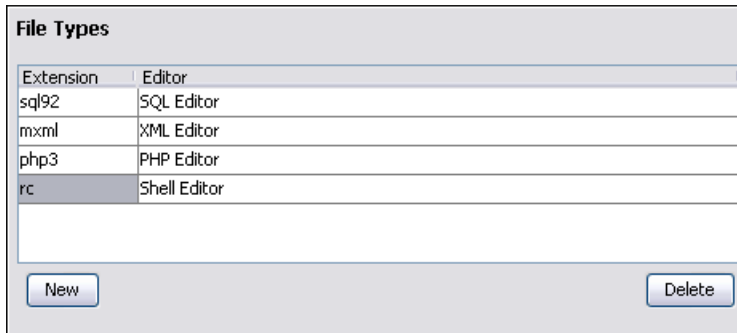 File Types
Extension Editor
sql92 SQL Editor
mxml XML Editor
php3 PHP Editor
rc Shell Editor
New Delete